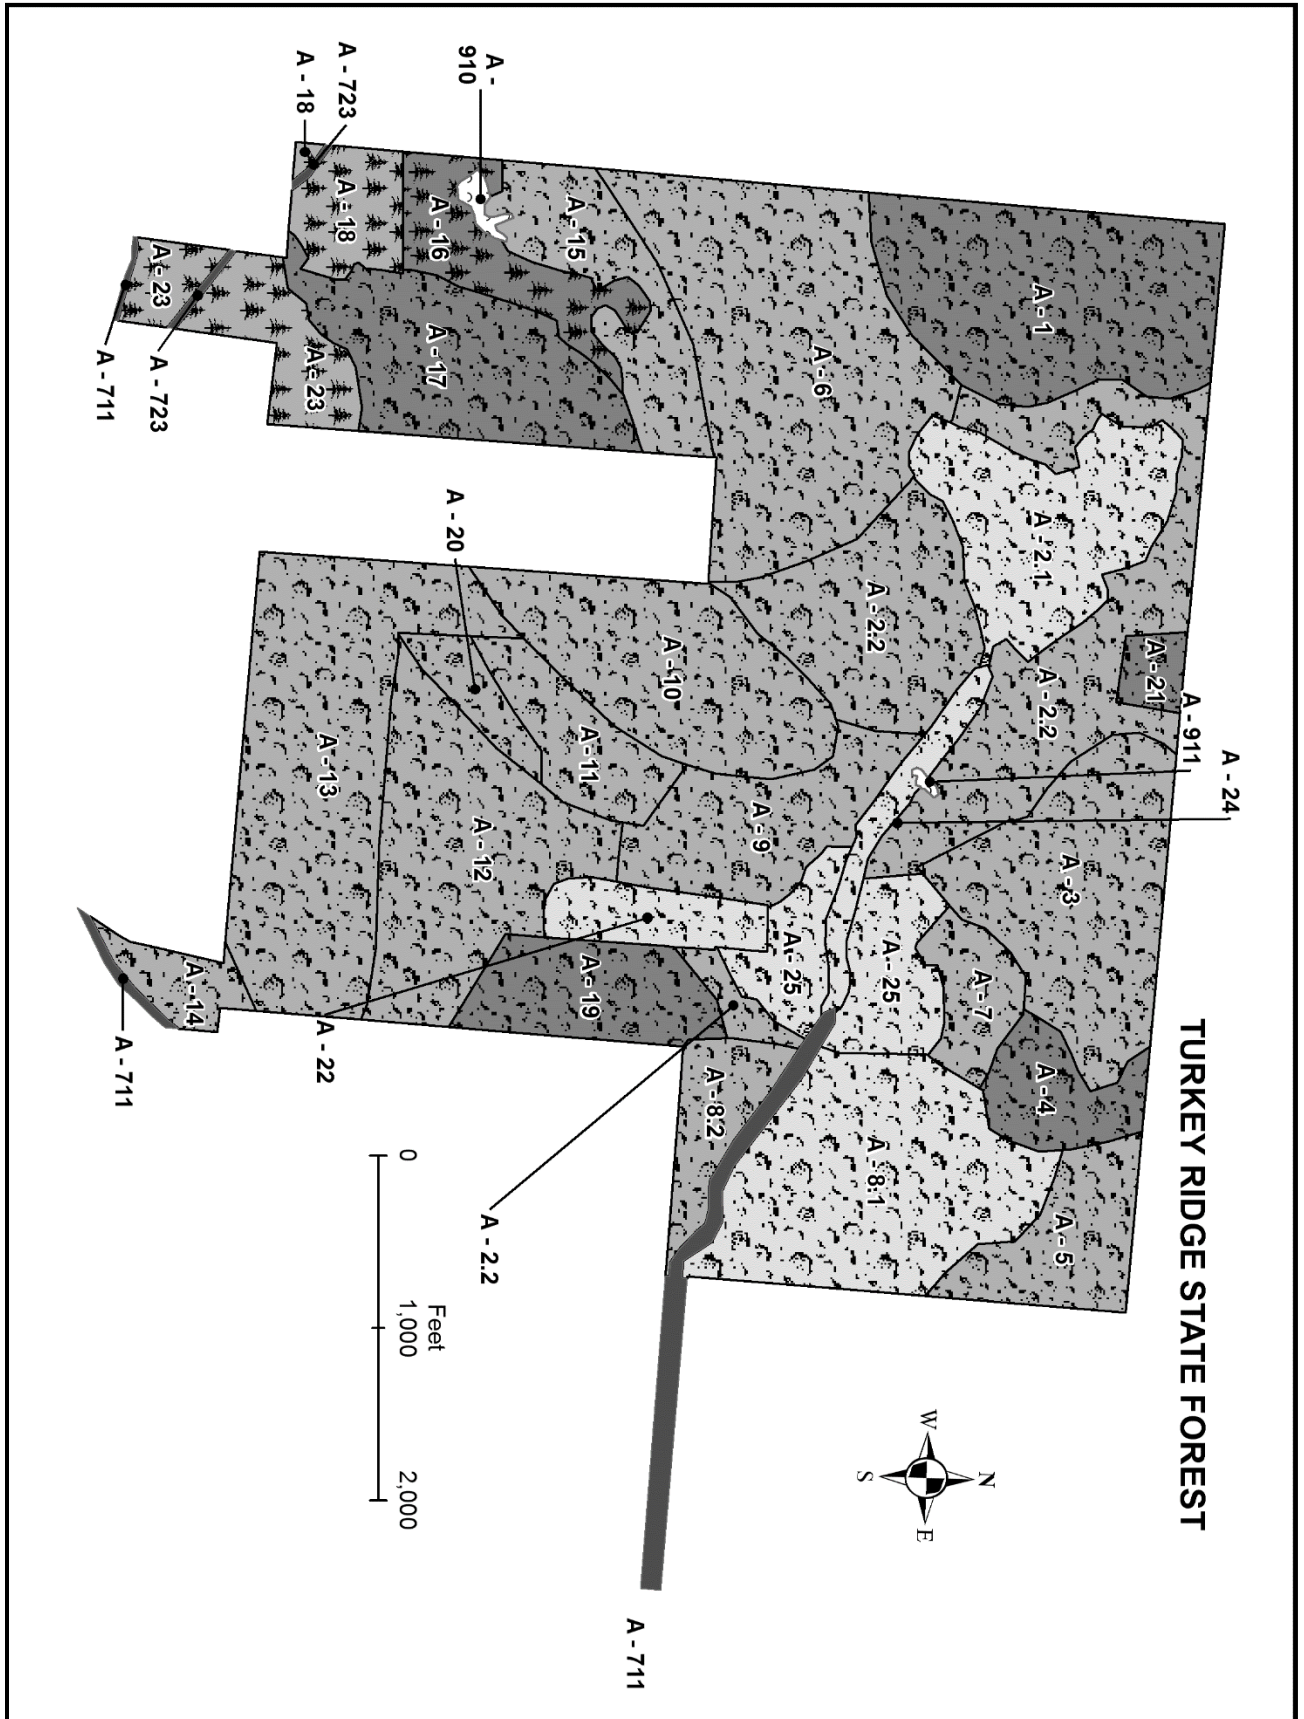 TURKEY RIDGE STATE FOREST
A - 1
A - 21
A - 911
A - 24
A - 2.1
A - 2.2
A - 3
A - 4
A - 5
A - 6
A - 2.2
A - 7
A - 25
A - 8.1
A - 15
A - 10
A - 9
A - 25
A - 8.2
A -
910
A - 16
A - 17
A - 20
A - 11
A - 12
A - 19
A - 2.2
A - 723
A - 18
A - 18
A - 23
A - 13
A - 22
A - 23
A - 723
A - 711
A - 14
A - 711
A - 711
N
W
E
S
Feet
0
1,000
2,000